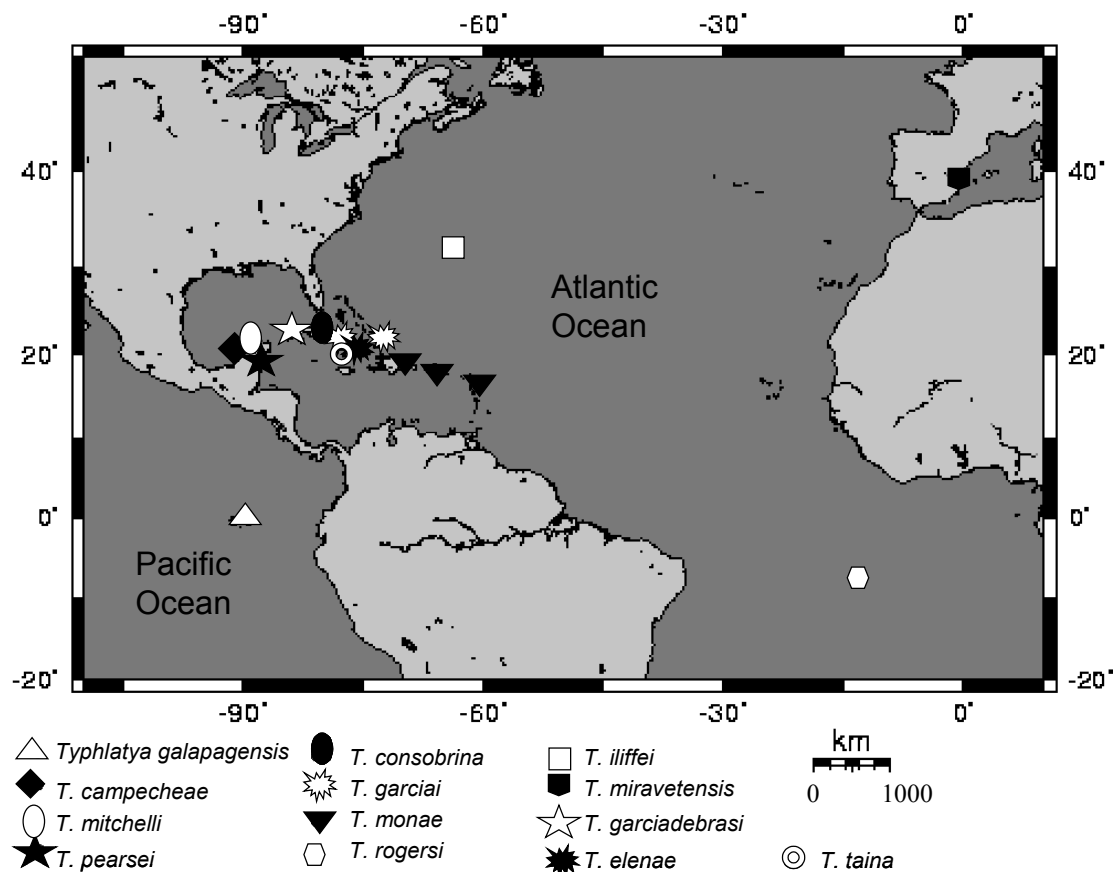 -90° -60° -30° 0°
40° 40°
Atlantic
Ocean
20° 20°
0° 0°
Pacific
Ocean
-20° -20°
-90° -60° -30° 0°
Typhlatya galapagensis
T. campecheae
T. mitchelli
T. pearsei
T. consobrina
T. garciai
T. monae
T. rogersi
T. iliffei
T. miravetensis
T. garciadebrasi
T. elenae
T. taina
km
0 1000